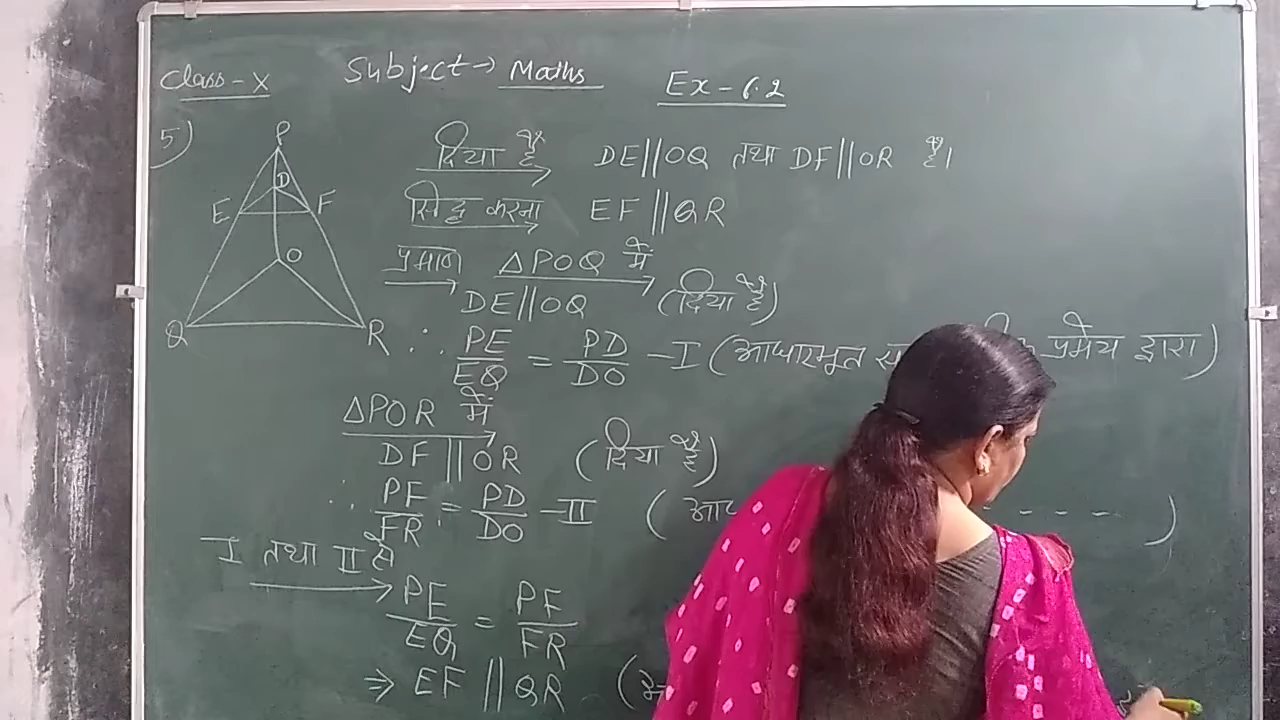 Class - X Subject → Maths Ex - 6.2
5)
P
D
E F
O
Q R
दिया है DE||OQ तथा DF||OR है।
सिद्ध करना EF||QR
प्रमाण △POQ में
DE||OQ (दिया है)
∴ PE/EQ = PD/DO - I (आधारभूत प्रमेय द्वारा)
△POR में
DF||OR (दिया है)
∴ PF/FR = PD/DO - II ( - - - - )
I तथा II से
PE/EQ = PF/FR
⇒ EF||QR (